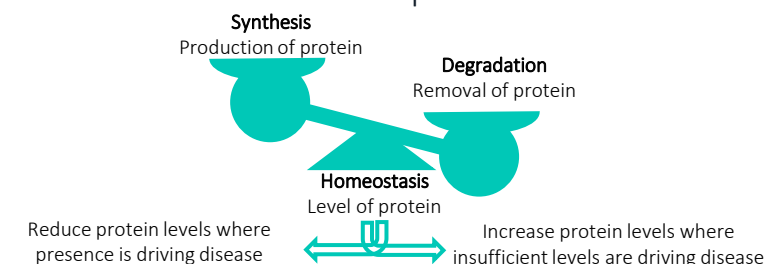 Synthesis
Production of protein
Degradation
Removal of protein
Homeostasis
Level of protein
Reduce protein levels where
presence is driving disease
Increase protein levels where
insufficient levels are driving disease